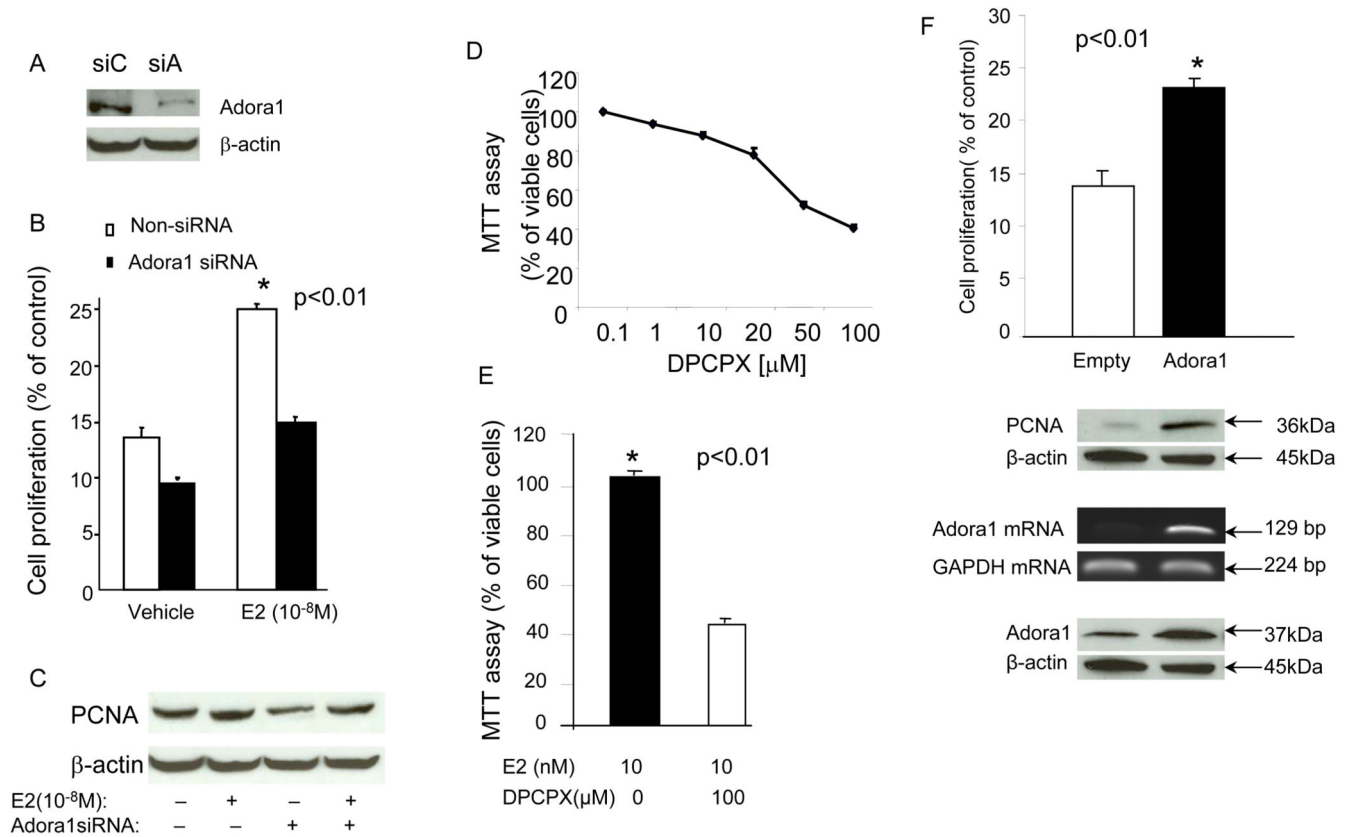 A
siC siA
Adora1
β-actin
B
Non-siRNA
Adora1 siRNA
Cell proliferation (% of control)
25
20
15
10
5
0
*
p<0.01
Vehicle E2 (10-8M)
C
PCNA
β-actin
E2(10-8M): – + – +
Adora1siRNA: – – + +
D
MTT assay
(% of viable cells)
120
100
80
60
40
20
0
0.1 1 10 20 50 100
DPCPX [µM]
E
MTT assay (% of viable cells)
120
100
80
60
40
20
0
*
p<0.01
E2 (nM) 10 10
DPCPX(µM) 0 100
F
Cell proliferation( % of control)
30
25
20
15
10
5
0
p<0.01
*
Empty Adora1
PCNA 36kDa
β-actin 45kDa
Adora1 mRNA 129 bp
GAPDH mRNA 224 bp
Adora1 37kDa
β-actin 45kDa